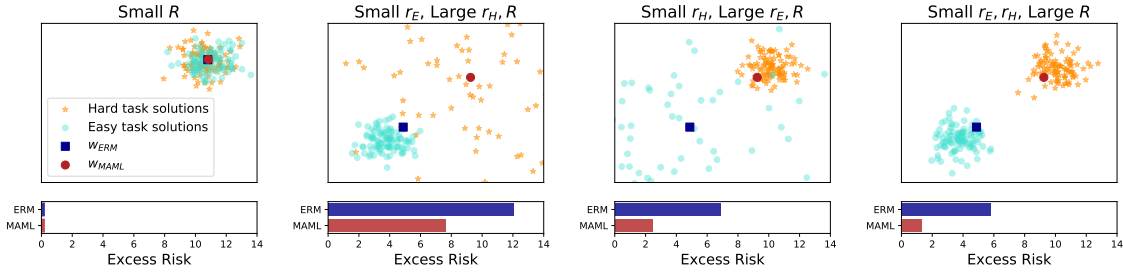 Small R
Small r_E, Large r_H, R
Small r_H, Large r_E, R
Small r_E, r_H, Large R
Hard task solutions
Easy task solutions
w_ERM
w_MAML
ERM
MAML
0 2 4 6 8 10 12 14
Excess Risk
ERM
MAML
0 2 4 6 8 10 12 14
Excess Risk
ERM
MAML
0 2 4 6 8 10 12 14
Excess Risk
ERM
MAML
0 2 4 6 8 10 12 14
Excess Risk